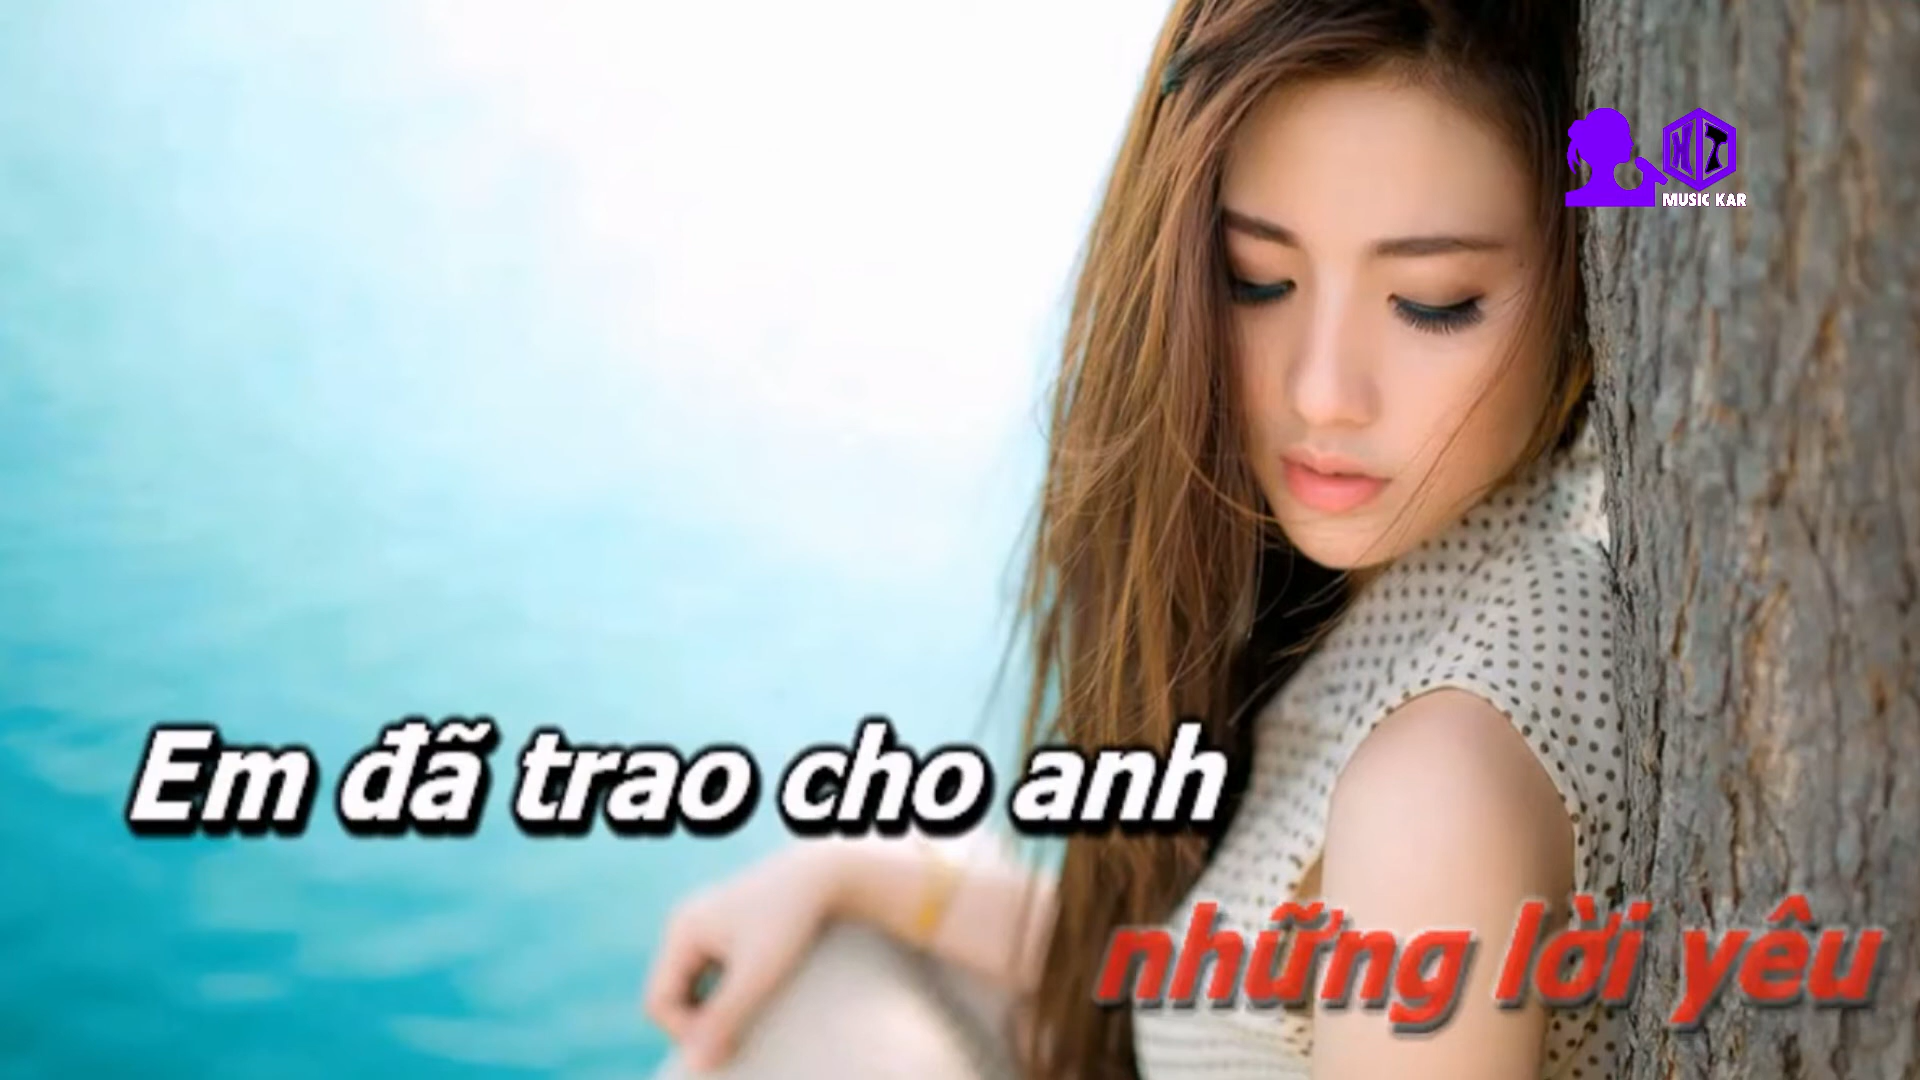 MUSIC KAR
Em đã trao cho anh
những lời yêu